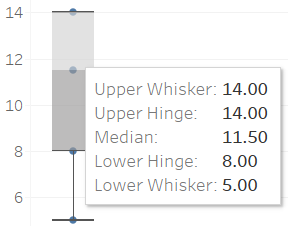 14
12
10
8
6
Upper Whisker: 14.00
Upper Hinge: 14.00
Median: 11.50
Lower Hinge: 8.00
Lower Whisker: 5.00